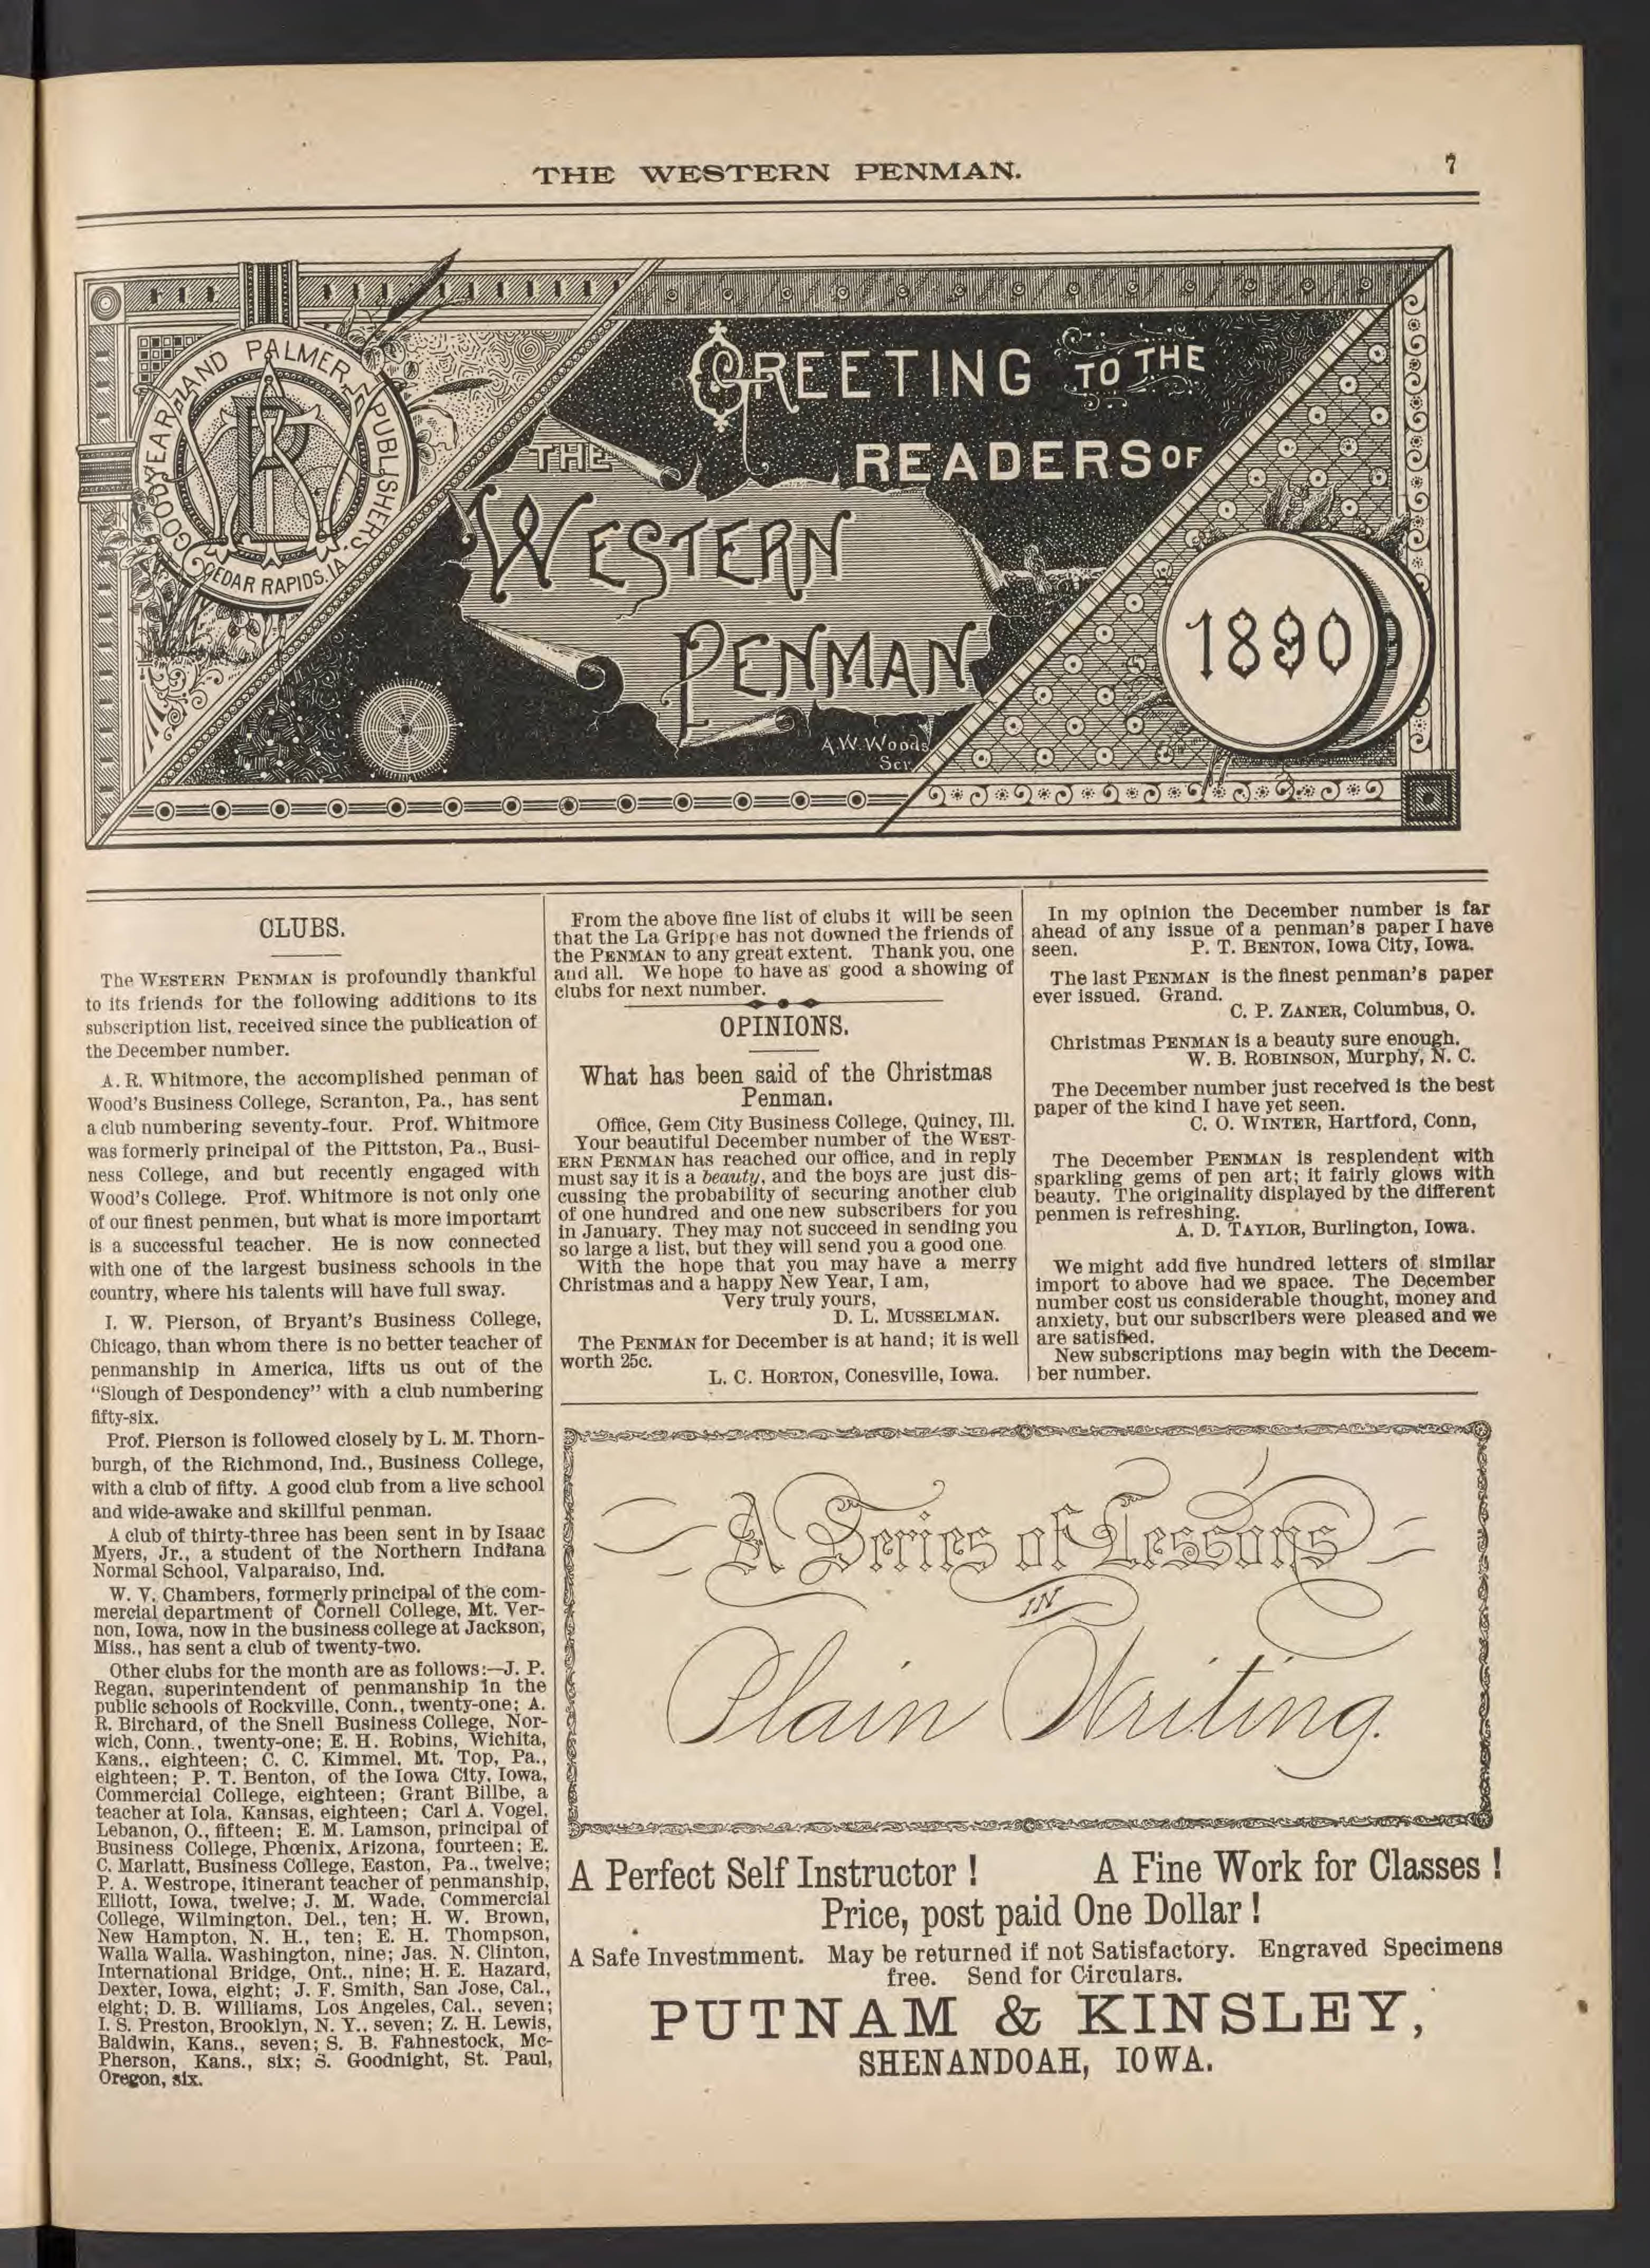 THE WESTERN PENMAN.
7
GOODYEAR AND PALMER, PUBLISHERS.
CEDAR RAPIDS. IA.
GREETING TO THE
READERS OF
THE
WESTERN
PENMAN
1890
A. W. Woods
Scr.
CLUBS.
The WESTERN PENMAN is profoundly thankful
to its friends for the following additions to its
subscription list, received since the publication of
the December number.
A. R. Whitmore, the accomplished penman of
Wood's Business College, Scranton, Pa., has sent
a club numbering seventy-four. Prof. Whitmore
was formerly principal of the Pittston, Pa., Busi-
ness College, and but recently engaged with
Wood's College. Prof. Whitmore is not only one
of our finest penmen, but what is more important
is a successful teacher. He is now connected
with one of the largest business schools in the
country, where his talents will have full sway.
I. W. Pierson, of Bryant's Business College,
Chicago, than whom there is no better teacher of
penmanship in America, lifts us out of the
"Slough of Despondency" with a club numbering
fifty-six.
Prof. Pierson is followed closely by L. M. Thorn-
burgh, of the Richmond, Ind., Business College,
with a club of fifty. A good club from a live school
and wide-awake and skillful penman.
A club of thirty-three has been sent in by Isaac
Myers, Jr., a student of the Northern Indiana
Normal School, Valparaiso, Ind.
W. V. Chambers, formerly principal of the com-
mercial department of Cornell College, Mt. Ver-
non, Iowa, now in the business college at Jackson,
Miss., has sent a club of twenty-two.
Other clubs for the month are as follows:—J. P.
Regan, superintendent of penmanship in the
public schools of Rockville, Conn., twenty-one; A.
R. Birchard, of the Snell Business College, Nor-
wich, Conn., twenty-one; E. H. Robins, Wichita,
Kans., eighteen; C. C. Kimmel, Mt. Top, Pa.,
eighteen; P. T. Benton, of the Iowa City, Iowa,
Commercial College, eighteen; Grant Billbe, a
teacher at Iola, Kansas, eighteen; Carl A. Vogel,
Lebanon, O., fifteen; E. M. Lamson, principal of
Business College, Phœnix, Arizona, fourteen; E.
C. Marlatt, Business College, Easton, Pa., twelve;
P. A. Westrope, itinerant teacher of penmanship,
Elliott, Iowa, twelve; J. M. Wade, Commercial
College, Wilmington, Del., ten; H. W. Brown,
New Hampton, N. H., ten; E. H. Thompson,
Walla Walla, Washington, nine; Jas. N. Clinton,
International Bridge, Ont., nine; H. E. Hazard,
Dexter, Iowa, eight; J. F. Smith, San Jose, Cal.,
eight; D. B. Williams, Los Angeles, Cal., seven;
I. S. Preston, Brooklyn, N. Y., seven; Z. H. Lewis,
Baldwin, Kans., seven; S. B. Fahnestock, Mc-
Pherson, Kans., six; S. Goodnight, St. Paul,
Oregon, six.
From the above fine list of clubs it will be seen
that the La Grippe has not downed the friends of
the PENMAN to any great extent. Thank you, one
and all. We hope to have as good a showing of
clubs for next number.
OPINIONS.
What has been said of the Christmas
Penman.
Office, Gem City Business College, Quincy, Ill.
Your beautiful December number of the WEST-
ERN PENMAN has reached our office, and in reply
must say it is a beauty, and the boys are just dis-
cussing the probability of securing another club
of one hundred and one new subscribers for you
in January. They may not succeed in sending you
so large a list, but they will send you a good one.
With the hope that you may have a merry
Christmas and a happy New Year, I am,
Very truly yours,
D. L. MUSSELMAN.
The PENMAN for December is at hand; it is well
worth 25c.
L. C. HORTON, Conesville, Iowa.
In my opinion the December number is far
ahead of any issue of a penman's paper I have
seen. P. T. BENTON, Iowa City, Iowa.
The last PENMAN is the finest penman's paper
ever issued. Grand.
C. P. ZANER, Columbus, O.
Christmas PENMAN is a beauty sure enough.
W. B. ROBINSON, Murphy, N. C.
The December number just received is the best
paper of the kind I have yet seen.
C. O. WINTER, Hartford, Conn,
The December PENMAN is resplendent with
sparkling gems of pen art; it fairly glows with
beauty. The originality displayed by the different
penmen is refreshing.
A. D. TAYLOR, Burlington, Iowa.
We might add five hundred letters of similar
import to above had we space. The December
number cost us considerable thought, money and
anxiety, but our subscribers were pleased and we
are satisfied.
New subscriptions may begin with the Decem-
ber number.
A Series of Lessons
IN
Plain Writing.
A Perfect Self Instructor! A Fine Work for Classes!
Price, post paid One Dollar!
A Safe Investmment. May be returned if not Satisfactory. Engraved Specimens
free. Send for Circulars.
PUTNAM & KINSLEY,
SHENANDOAH, IOWA.